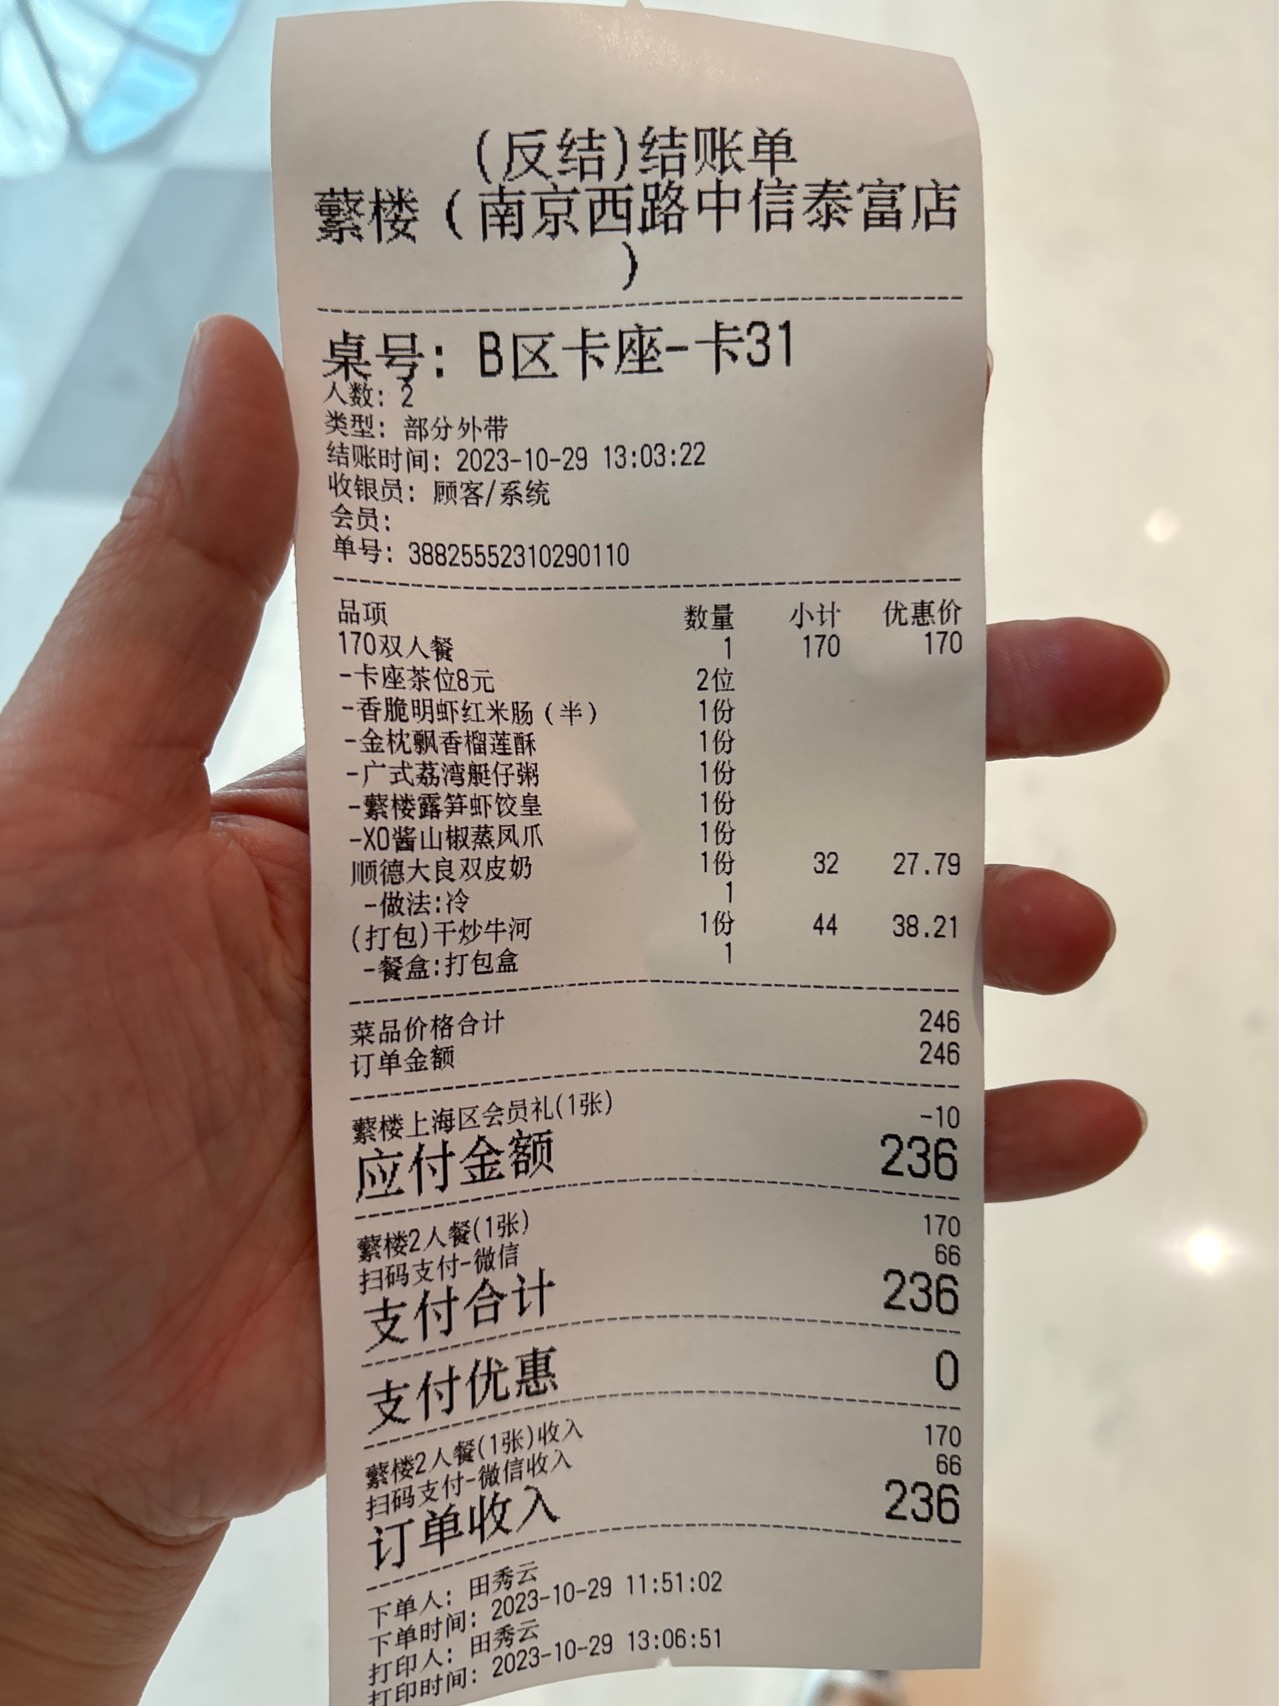 (反结)结账单
蘩楼(南京西路中信泰富店
)
桌号: B区卡座-卡31
人数: 2
类型: 部分外带
结账时间: 2023-10-29 13:03:22
收银员: 顾客/系统
会员:
单号: 38825552310290110
品项 数量 小计 优惠价
170双人餐 1 170 170
-卡座茶位8元 2位
-香脆明虾红米肠(半) 1份
-金枕飘香榴莲酥 1份
-广式荔湾艇仔粥 1份
-蘩楼露笋虾饺皇 1份
-XO酱山椒蒸凤爪 1份
顺德大良双皮奶 1份 32 27.79
-做法:冷 1
(打包)干炒牛河 1份 44 38.21
-餐盒:打包盒 1
菜品价格合计 246
订单金额 246
蘩楼上海区会员礼(1张) -10
应付金额 236
蘩楼2人餐(1张) 170
扫码支付-微信 66
支付合计 236
支付优惠 0
蘩楼2人餐(1张)收入 170
扫码支付-微信收入 66
订单收入 236
下单人: 田秀云
下单时间: 2023-10-29 11:51:02
打印人: 田秀云
打印时间: 2023-10-29 13:06:51